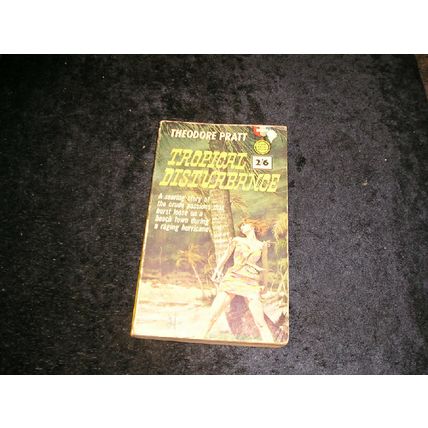 THEODORE PRATT
TROPICAL
2'6
DISTURBANCE
A searing story of
the crude passions that
burst loose on a
beach town during
a raging hurricane